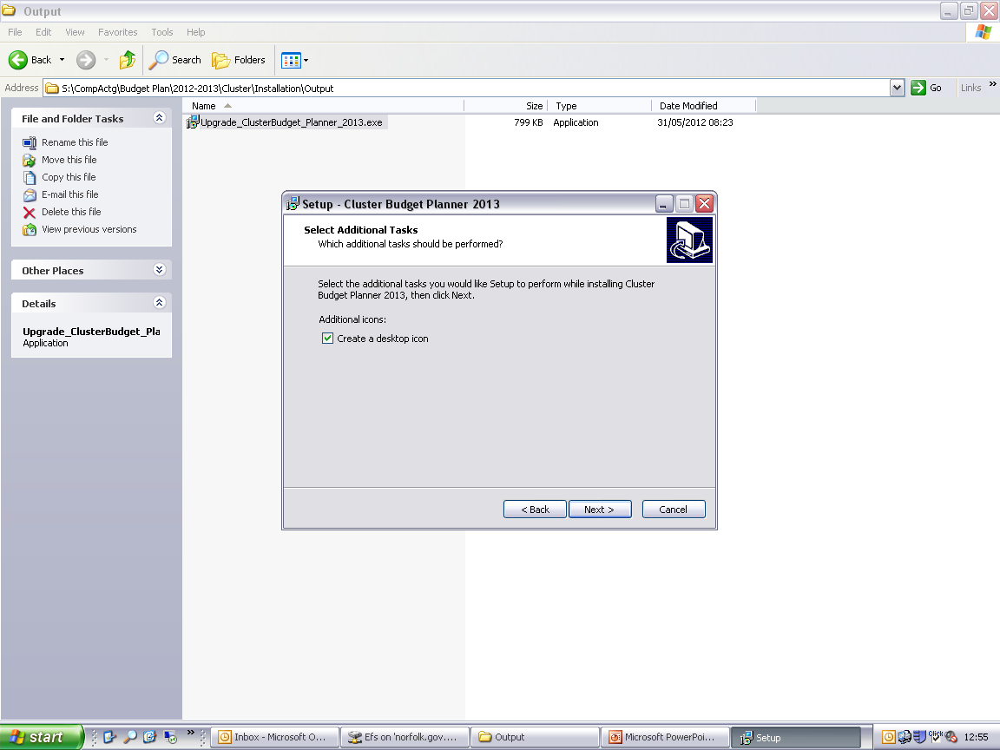 Output
File Edit View Favorites Tools Help
Back Search Folders
Address S:\CompActg\Budget Plan\2012-2013\Cluster\Installation\Output Go Links »
File and Folder Tasks
Rename this file
Move this file
Copy this file
E-mail this file
Delete this file
View previous versions
Other Places
Details
Upgrade_ClusterBudget_Pla
Application
Name Size Type Date Modified
Upgrade_ClusterBudget_Planner_2013.exe 799 KB Application 31/05/2012 08:23
Setup - Cluster Budget Planner 2013
Select Additional Tasks
Which additional tasks should be performed?
Select the additional tasks you would like Setup to perform while installing Cluster
Budget Planner 2013, then click Next.
Additional icons:
Create a desktop icon
< Back Next > Cancel
start » Inbox - Microsoft O... Efs on 'norfolk.gov.... Output Microsoft PowerPoi... Setup Click 12:55